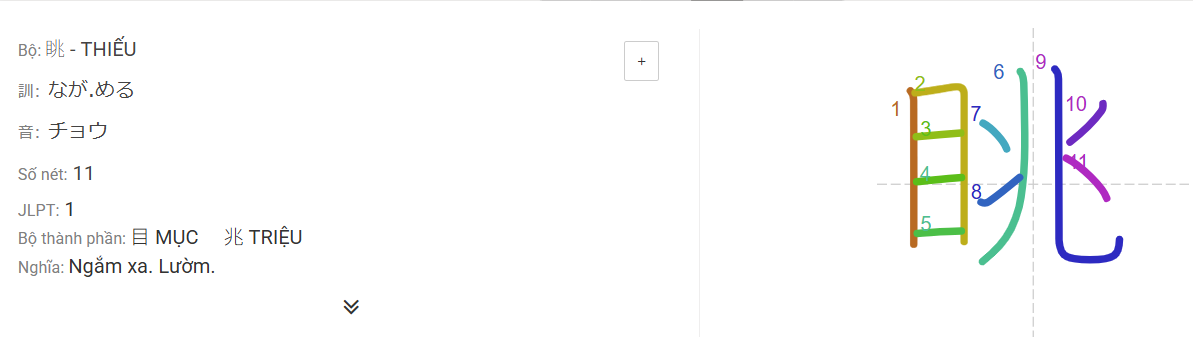 Bộ: 眺 - THIẾU
訓: なが.める
音: チョウ
Số nét: 11
JLPT: 1
Bộ thành phần: 目 MỤC 兆 TRIỆU
Nghĩa: Ngắm xa. Lườm.
+
1
2
3
4
5
6
7
8
9
10
11